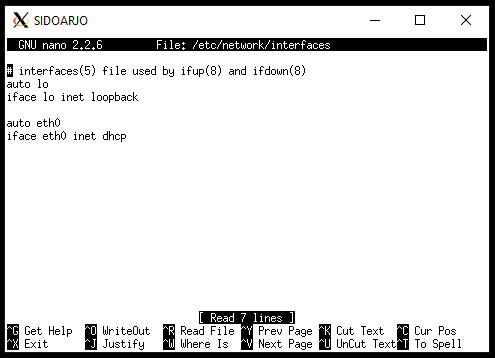 SIDOARJO
GNU nano 2.2.6 File: /etc/network/interfaces
# interfaces(5) file used by ifup(8) and ifdown(8)
auto lo
iface lo inet loopback
auto eth0
iface eth0 inet dhcp
[ Read 7 lines ]
^G Get Help ^O WriteOut ^R Read File ^Y Prev Page ^K Cut Text ^C Cur Pos
^X Exit ^J Justify ^W Where Is ^V Next Page ^U UnCut Text ^T To Spell